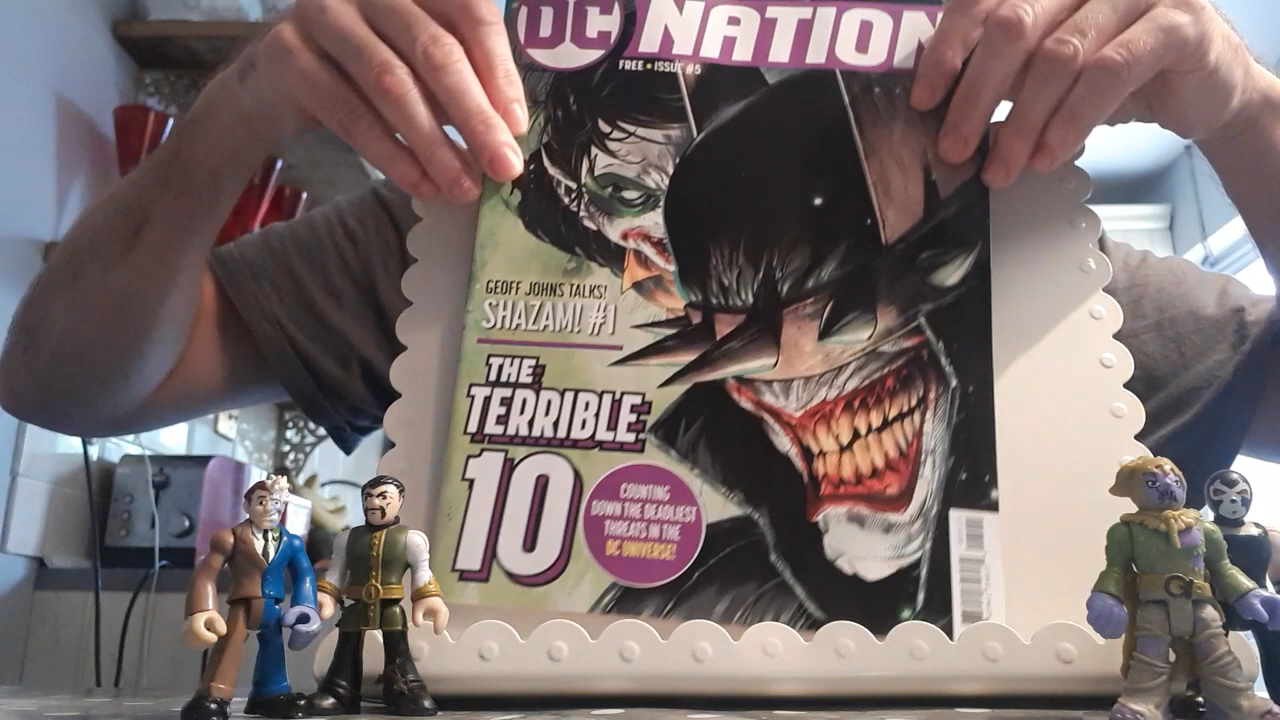 DC NATION
FREE • ISSUE #5
GEOFF JOHNS TALKS!
SHAZAM! #1
THE
TERRIBLE
10
COUNTING
DOWN THE DEADLIEST
THREATS IN THE
DC UNIVERSE!